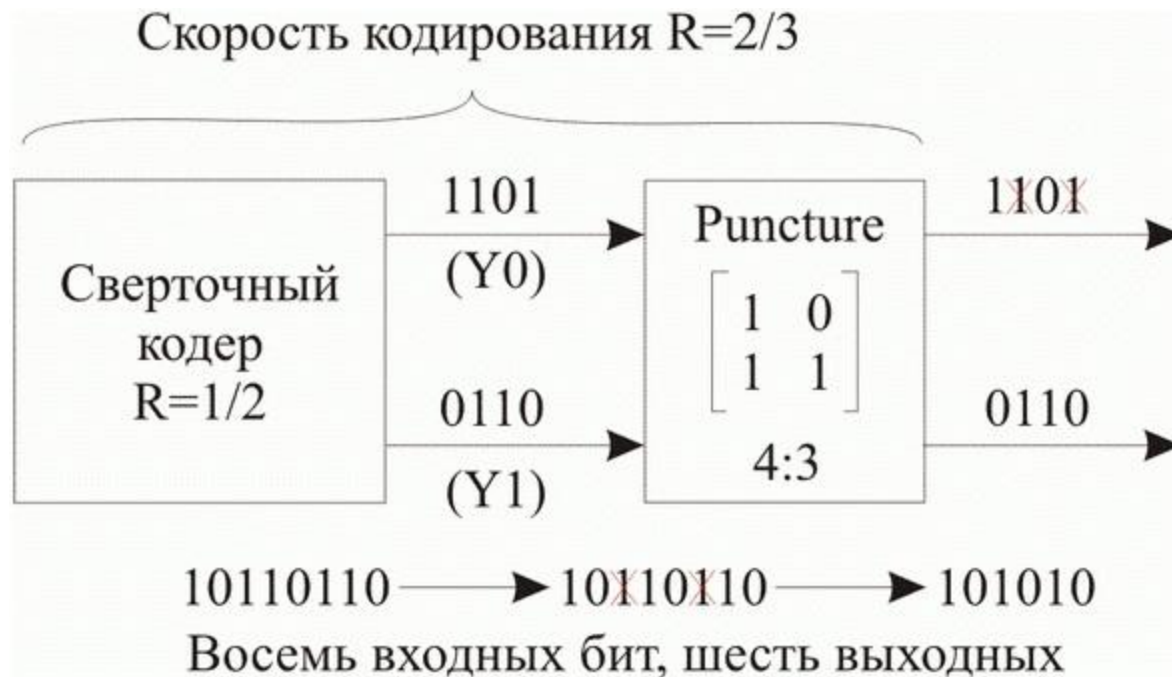 Скорость кодирования R=2/3
Сверточный
кодер
R=1/2
1101
(Y0)
0110
(Y1)
Puncture
1 0
1 1
4:3
1101
0110
10110110 10110110 101010
Восемь входных бит, шесть выходных